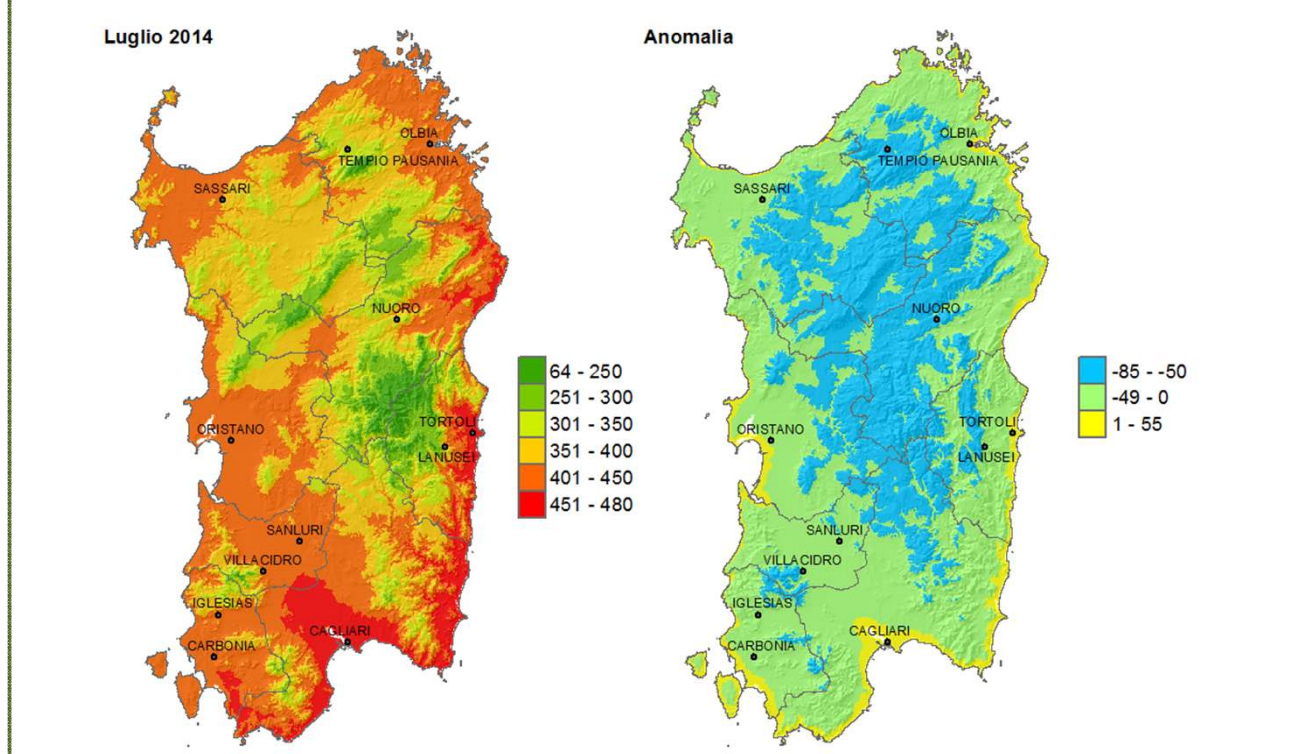 Luglio 2014
OLBIA
TEMPIO PAUSANIA
SASSARI
NUORO
ORISTANO
TORTOLI
LANUSEI
SANLURI
VILLACIDRO
IGLESIAS
CAGLIARI
CARBONIA
64 - 250
251 - 300
301 - 350
351 - 400
401 - 450
451 - 480
Anomalia
OLBIA
TEMPIO PAUSANIA
SASSARI
NUORO
ORISTANO
TORTOLI
LANUSEI
SANLURI
VILLACIDRO
IGLESIAS
CAGLIARI
CARBONIA
-85 - -50
-49 - 0
1 - 55